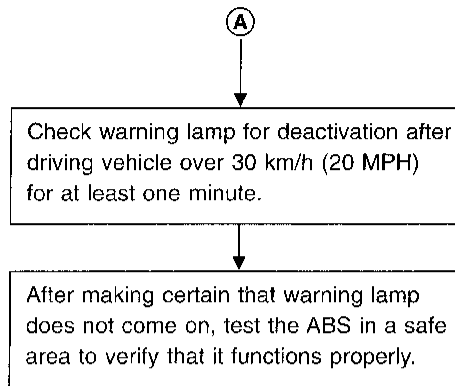 A
Check warning lamp for deactivation after
driving vehicle over 30 km/h (20 MPH)
for at least one minute.
After making certain that warning lamp
does not come on, test the ABS in a safe
area to verify that it functions properly.